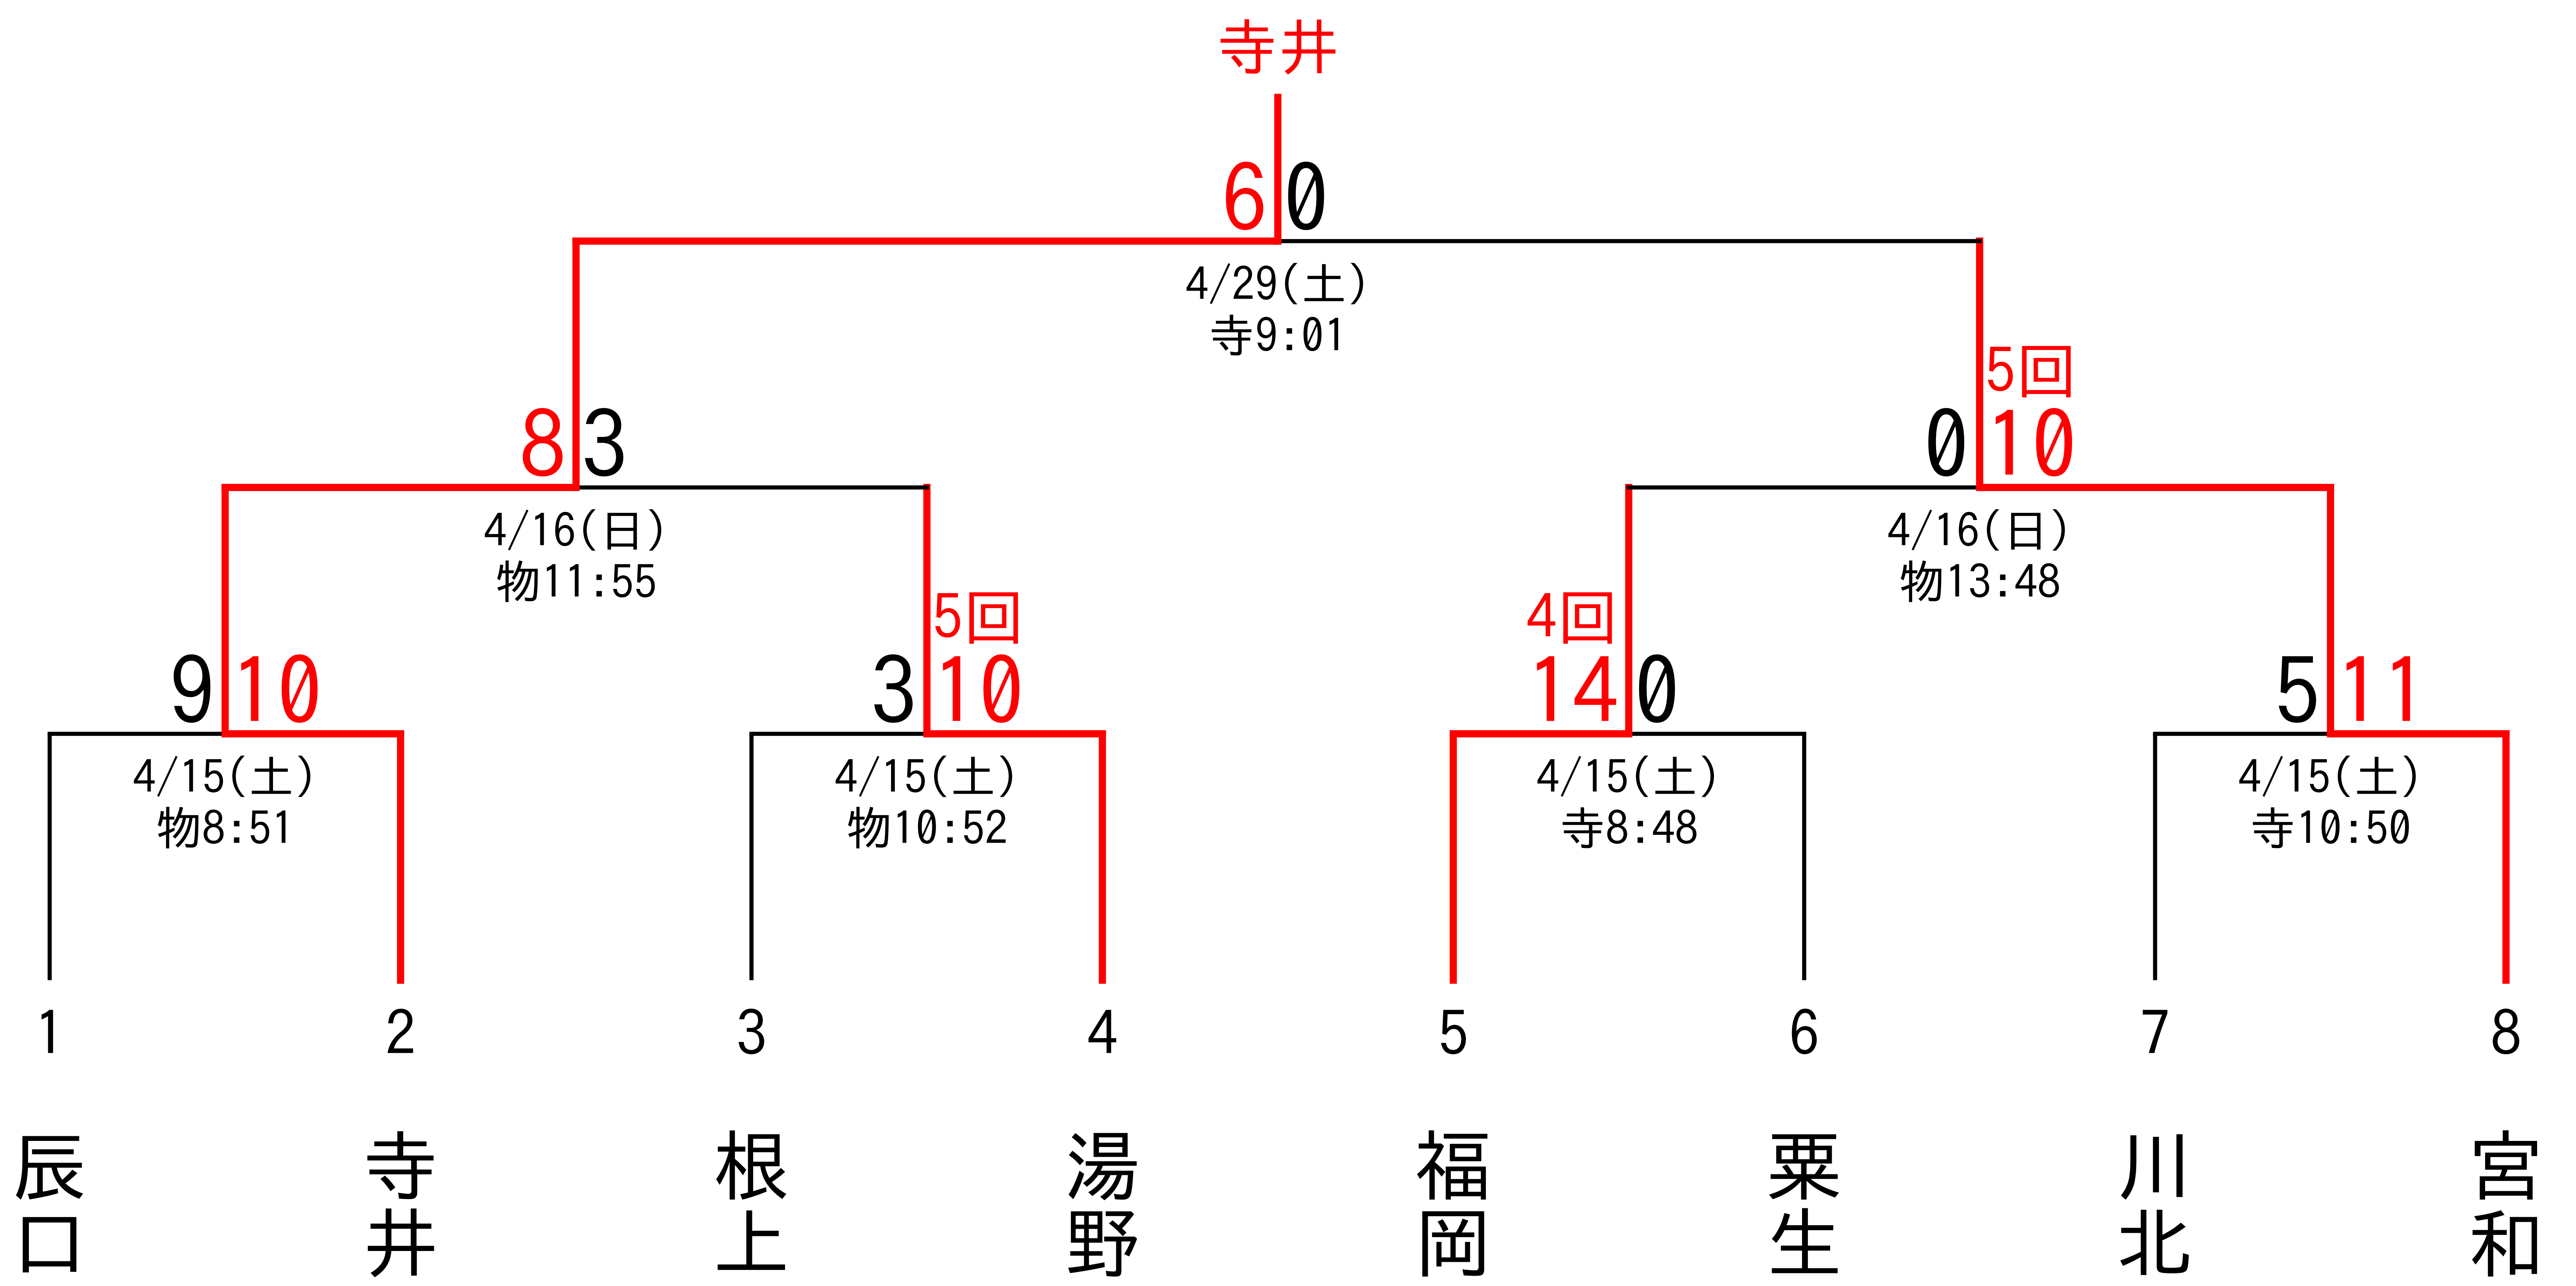 寺井
6 0
4/29(土)
寺9:01
5回
8 3
0 10
4/16(日)
物11:55
4/16(日)
物13:48
5回
4回
9 10
3 10
14 0
5 11
4/15(土)
物8:51
4/15(土)
物10:52
4/15(土)
寺8:48
4/15(土)
寺10:50
1 2 3 4 5 6 7 8
辰口
寺井
根上
湯野
福岡
粟生
川北
宮和